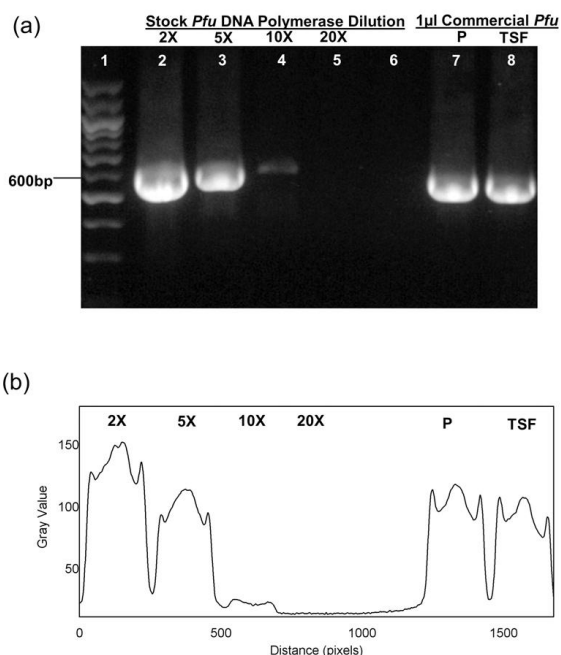 (a)
Stock Pfu DNA Polymerase Dilution 1µl Commercial Pfu
2X 5X 10X 20X P TSF
1 2 3 4 5 6 7 8
600bp
(b)
2X 5X 10X 20X P TSF
150
100
50
Gray Value
0 500 1000 1500
Distance (pixels)